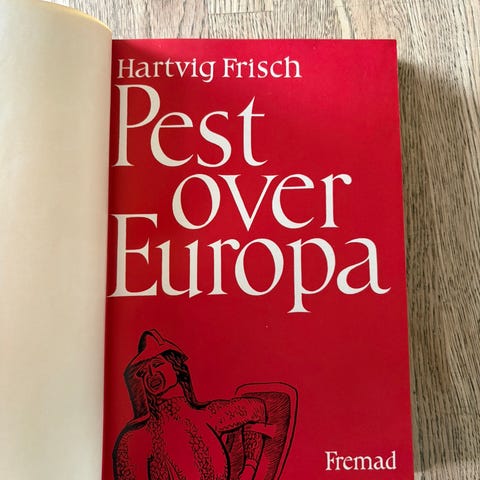 Hartvig Frisch
Pest
over
Europa
Fremad